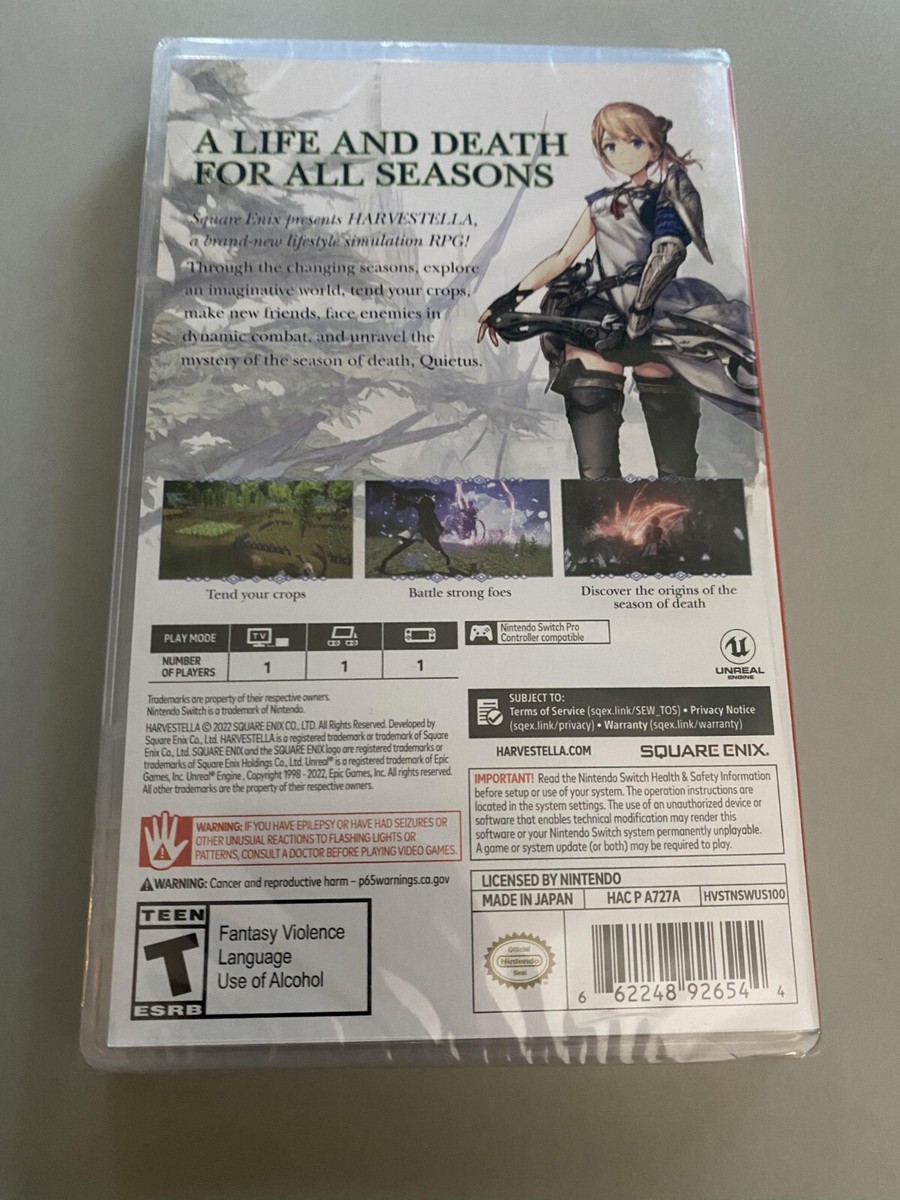 A LIFE AND DEATH
FOR ALL SEASONS
Square Enix presents HARVESTELLA,
a brand-new lifestyle simulation RPG!
Through the changing seasons, explore
an imaginative world, tend your crops,
make new friends, face enemies in
dynamic combat, and unravel the
mystery of the season of death, Quietus.
Tend your crops
Battle strong foes
Discover the origins of the
season of death
PLAY MODE
TV
NUMBER
OF PLAYERS
1
1
1
Nintendo Switch Pro
Controller compatible
UNREAL
ENGINE
Trademarks are property of their respective owners.
Nintendo Switch is a trademark of Nintendo.
HARVESTELLA © 2022 SQUARE ENIX CO., LTD. All Rights Reserved. Developed by
Square Enix Co., Ltd. HARVESTELLA is a registered trademark or trademark of Square
Enix Co., Ltd. SQUARE ENIX and the SQUARE ENIX logo are registered trademarks or
trademarks of Square Enix Holdings Co., Ltd. Unreal® is a registered trademark of Epic
Games, Inc. Unreal® Engine, Copyright 1998 - 2022, Epic Games, Inc. All rights reserved.
All other trademarks are the property of their respective owners.
SUBJECT TO:
Terms of Service (sqex.link/SEW_TOS) • Privacy Notice
(sqex.link/privacy) • Warranty (sqex.link/warranty)
HARVESTELLA.COM
SQUARE ENIX.
IMPORTANT! Read the Nintendo Switch Health & Safety Information
before setup or use of your system. The operation instructions are
located in the system settings. The use of an unauthorized device or
software that enables technical modification may render this
software or your Nintendo Switch system permanently unplayable.
A game or system update (or both) may be required to play.
WARNING: IF YOU HAVE EPILEPSY OR HAVE HAD SEIZURES OR
OTHER UNUSUAL REACTIONS TO FLASHING LIGHTS OR
PATTERNS, CONSULT A DOCTOR BEFORE PLAYING VIDEO GAMES.
WARNING: Cancer and reproductive harm – p65warnings.ca.gov
TEEN
T
ESRB
Fantasy Violence
Language
Use of Alcohol
LICENSED BY NINTENDO
MADE IN JAPAN
HAC P A727A
HVSTNSWUS100
Official
Nintendo
Seal
6 62248 92654 4